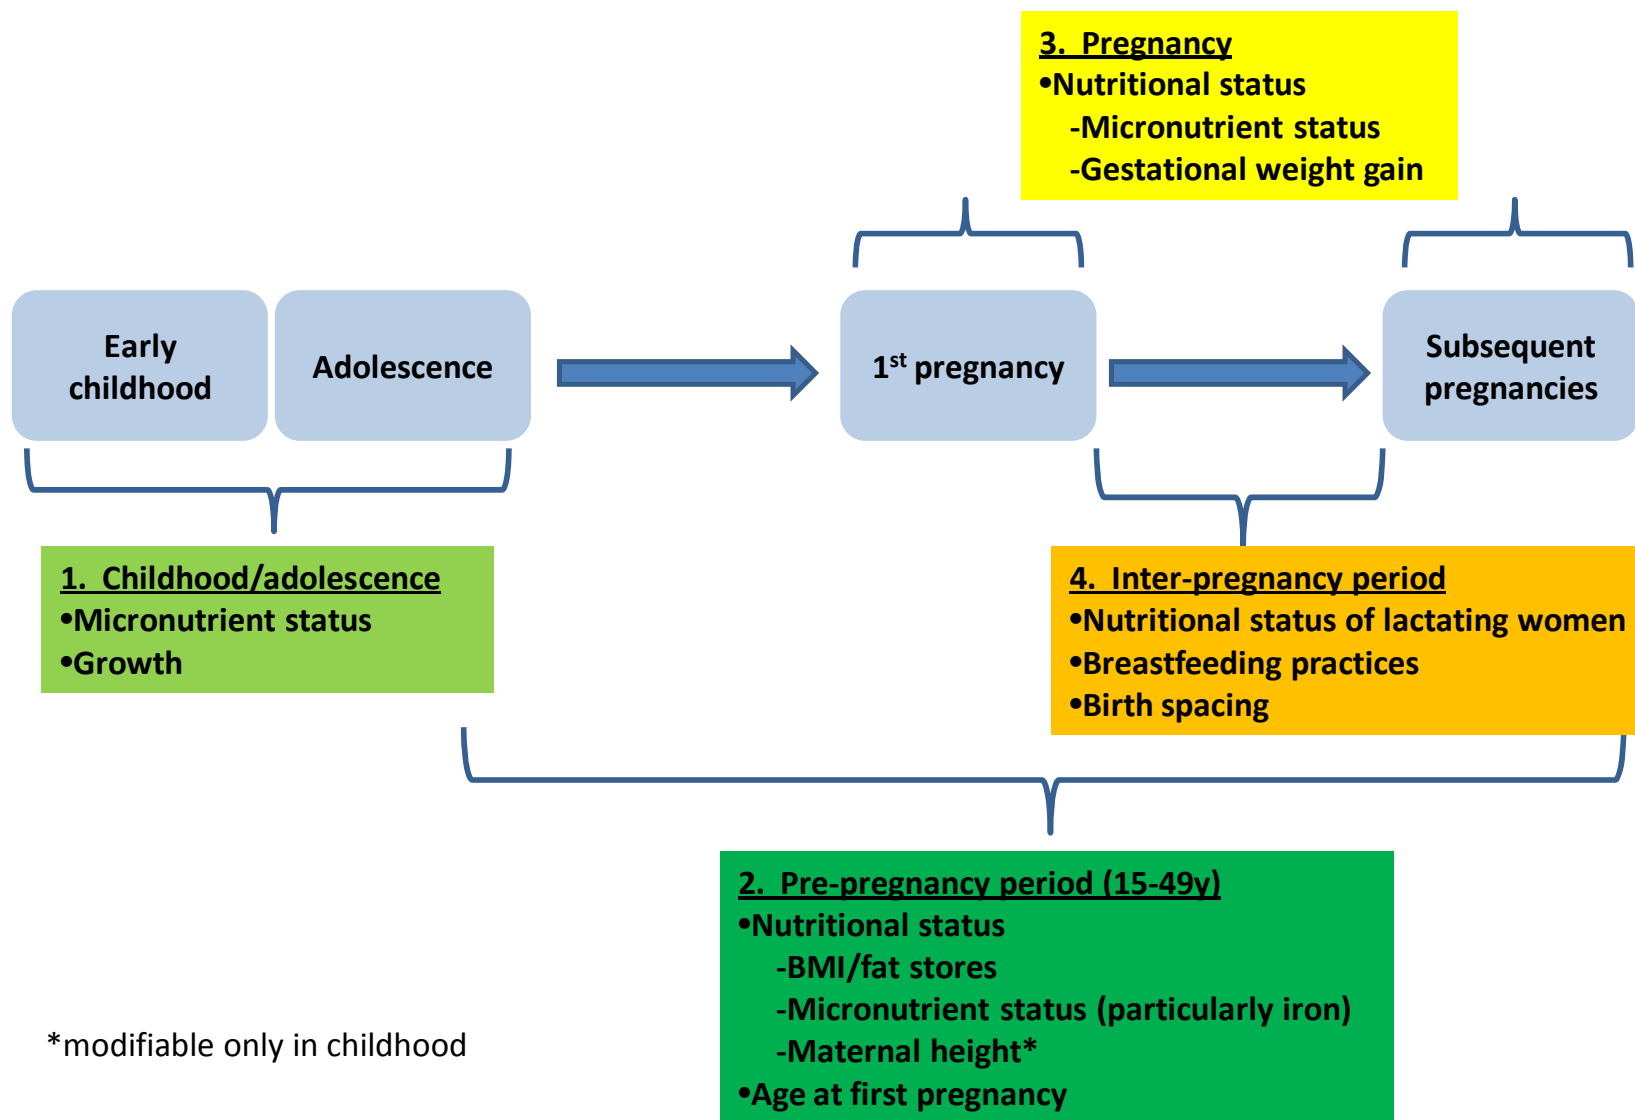 3. Pregnancy
•Nutritional status
-Micronutrient status
-Gestational weight gain
Early
childhood
Adolescence
1st pregnancy
Subsequent
pregnancies
1. Childhood/adolescence
•Micronutrient status
•Growth
4. Inter-pregnancy period
•Nutritional status of lactating women
•Breastfeeding practices
•Birth spacing
2. Pre-pregnancy period (15-49y)
•Nutritional status
-BMI/fat stores
-Micronutrient status (particularly iron)
-Maternal height*
•Age at first pregnancy
*modifiable only in childhood